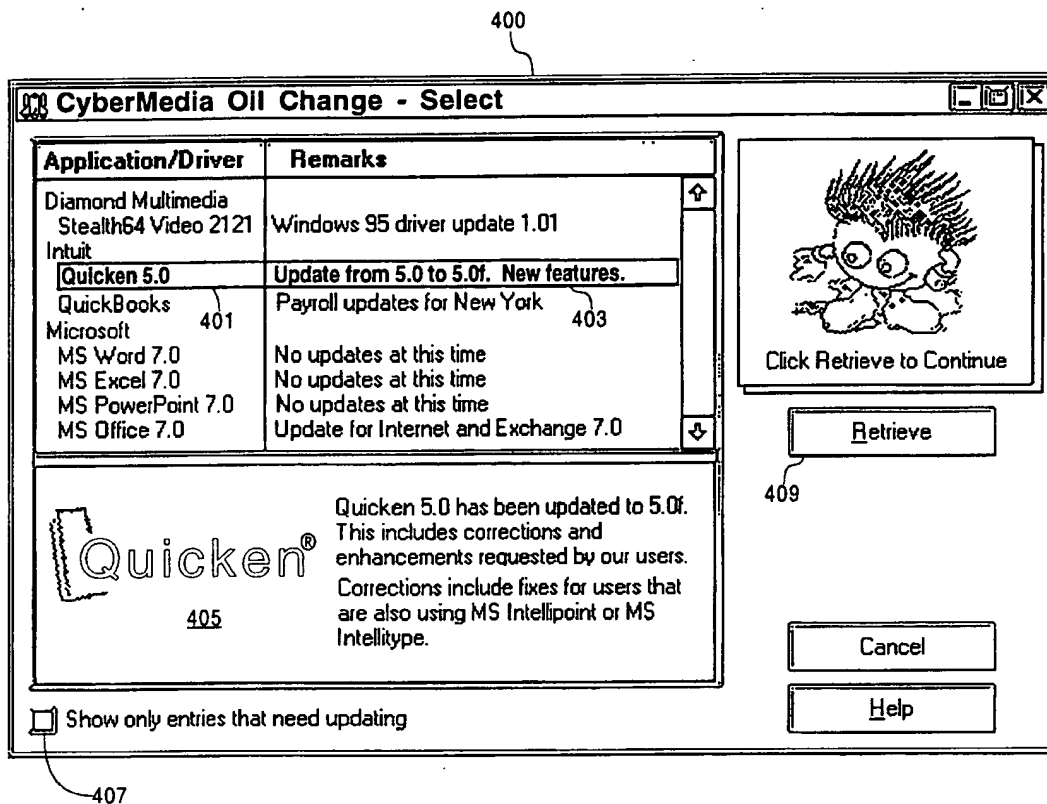 400
CyberMedia Oil Change - Select
Application/Driver Remarks
Diamond Multimedia
Stealth64 Video 2121 Windows 95 driver update 1.01
Intuit
Quicken 5.0 Update from 5.0 to 5.0f. New features.
QuickBooks Payroll updates for New York
401 403
Microsoft
MS Word 7.0 No updates at this time
MS Excel 7.0 No updates at this time
MS PowerPoint 7.0 No updates at this time
MS Office 7.0 Update for Internet and Exchange 7.0
Click Retrieve to Continue
Retrieve
409
Quicken®
405
Quicken 5.0 has been updated to 5.0f.
This includes corrections and
enhancements requested by our users.
Corrections include fixes for users that
are also using MS Intellipoint or MS
Intellitype.
Cancel
Help
Show only entries that need updating
407